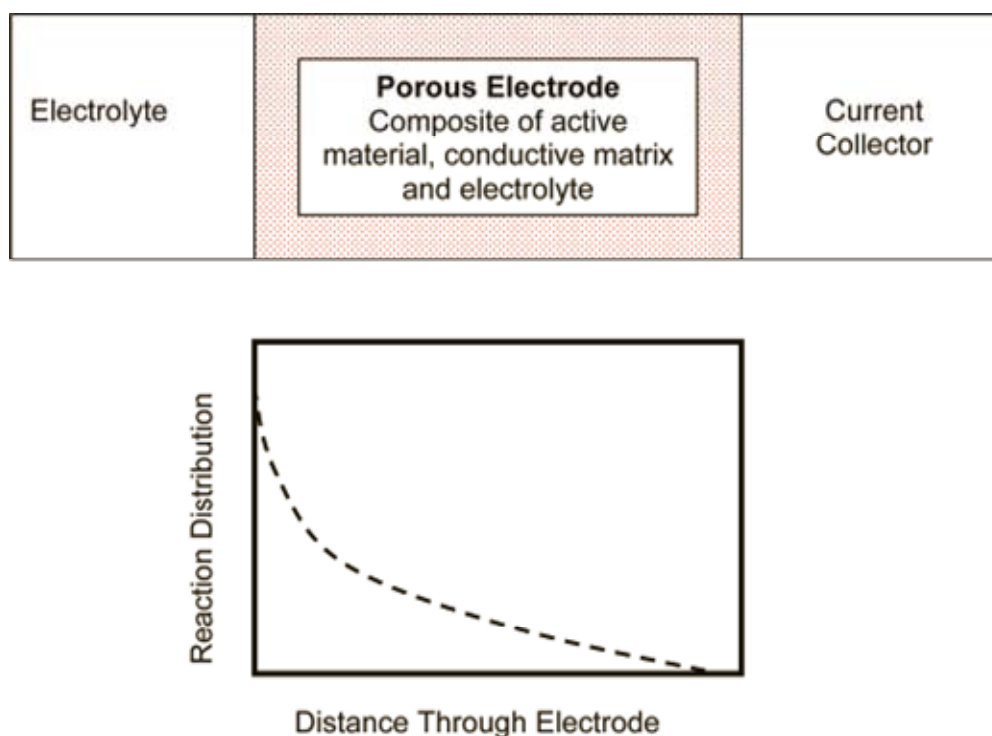 Electrolyte
Porous Electrode
Composite of active
material, conductive matrix
and electrolyte
Current
Collector
Reaction Distribution
Distance Through Electrode